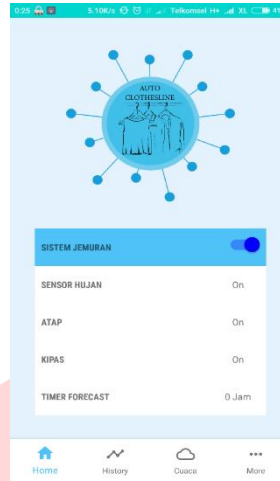 0:25 5.10K/s Telkomsel H+ XL 41
AUTO
CLOTHESLINE
SISTEM JEMURAN
SENSOR HUJAN On
ATAP On
KIPAS On
TIMER FORECAST 0 Jam
Home History Cuaca More